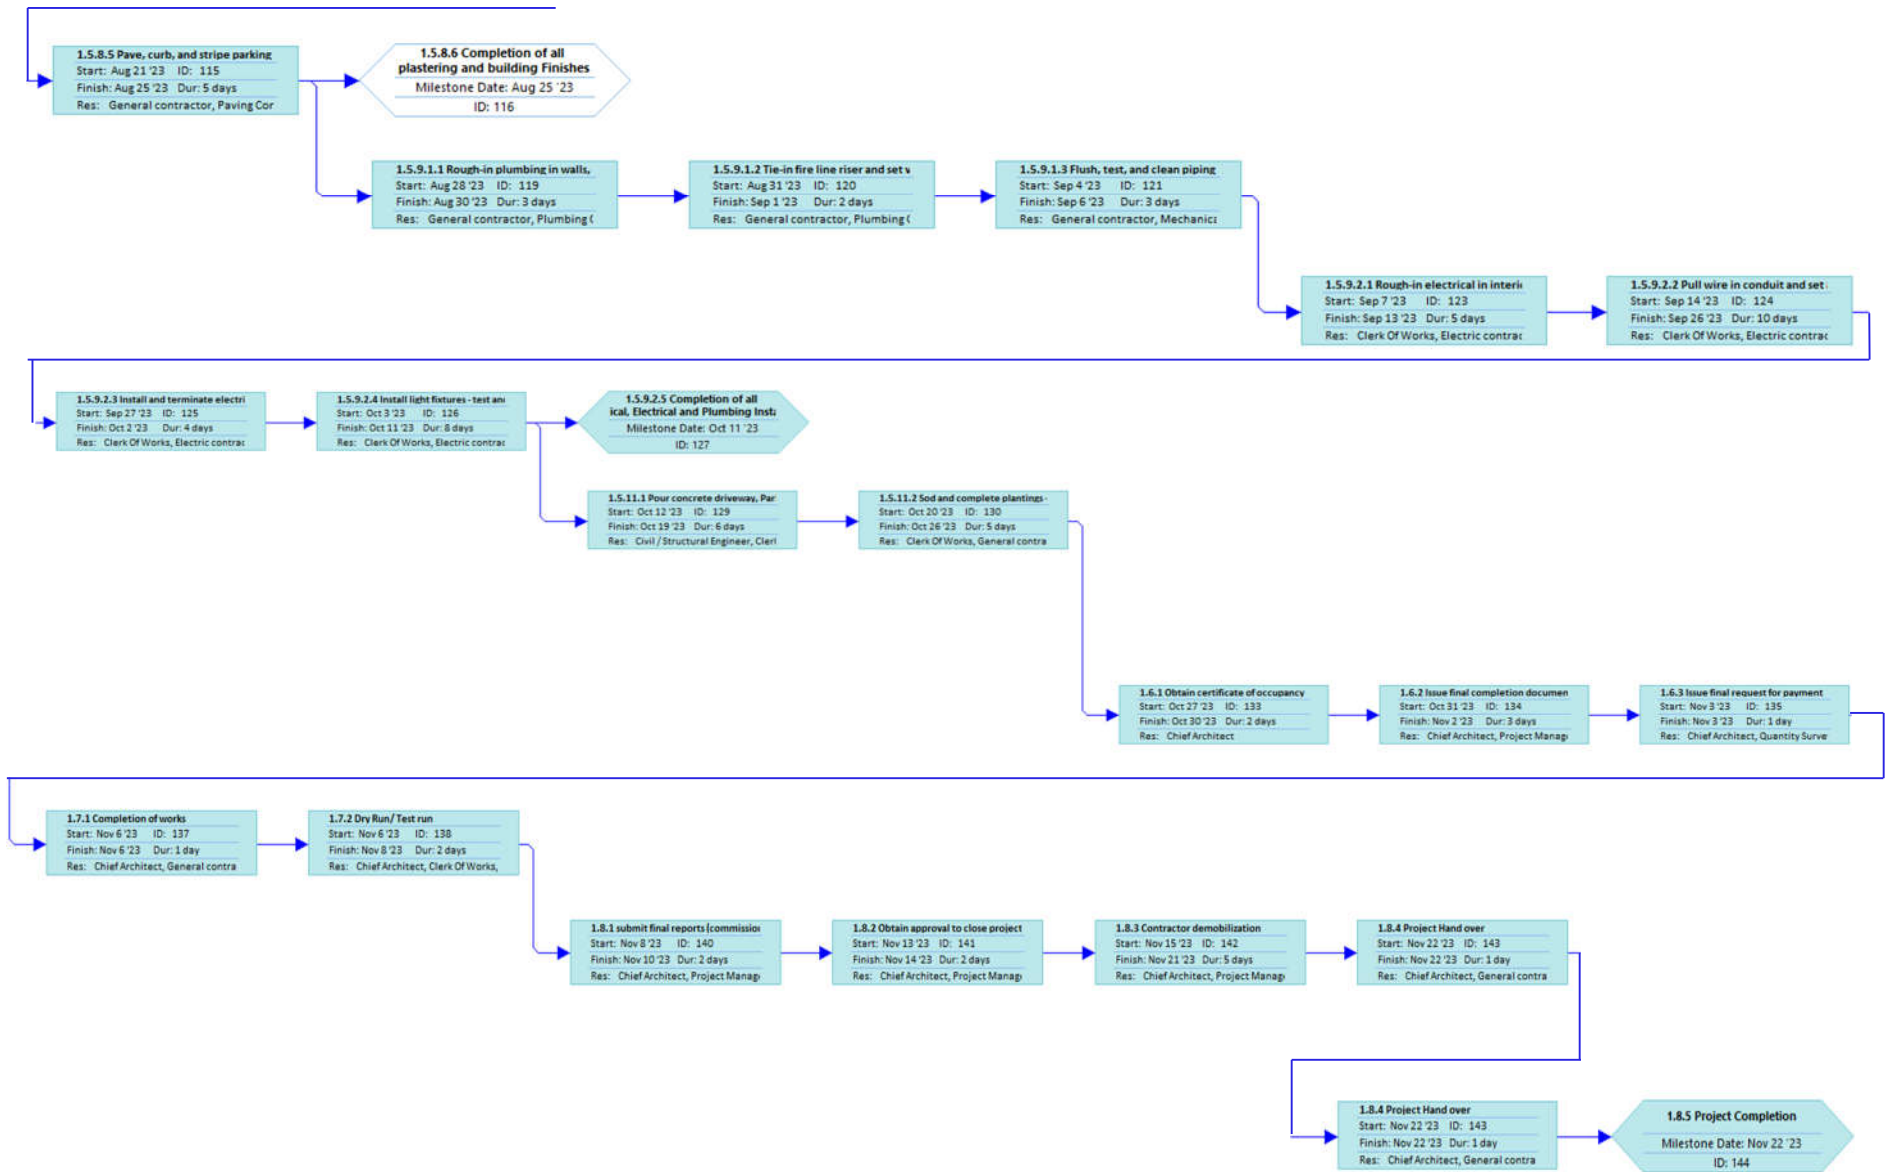 1.5.8.5 Pave, curb, and stripe parking
Start: Aug 21 '23 ID: 115
Finish: Aug 25 '23 Dur: 5 days
Res: General contractor, Paving Cor
1.5.8.6 Completion of all
plastering and building Finishes
Milestone Date: Aug 25 '23
ID: 116
1.5.9.1.1 Rough-in plumbing in walls,
Start: Aug 28 '23 ID: 119
Finish: Aug 30 '23 Dur: 3 days
Res: General contractor, Plumbing (
1.5.9.1.2 Tie-in fire line riser and set v
Start: Aug 31 '23 ID: 120
Finish: Sep 1 '23 Dur: 2 days
Res: General contractor, Plumbing (
1.5.9.1.3 Flush, test, and clean piping
Start: Sep 4 '23 ID: 121
Finish: Sep 6 '23 Dur: 3 days
Res: General contractor, Mechanica
1.5.9.2.1 Rough-in electrical in interio
Start: Sep 7 '23 ID: 123
Finish: Sep 13 '23 Dur: 5 days
Res: Clerk Of Works, Electric contrac
1.5.9.2.2 Pull wire in conduit and set
Start: Sep 14 '23 ID: 124
Finish: Sep 26 '23 Dur: 10 days
Res: Clerk Of Works, Electric contrac
1.5.9.2.3 Install and terminate electri
Start: Sep 27 '23 ID: 125
Finish: Oct 2 '23 Dur: 4 days
Res: Clerk Of Works, Electric contrac
1.5.9.2.4 Install light fixtures - test and
Start: Oct 3 '23 ID: 126
Finish: Oct 11 '23 Dur: 8 days
Res: Clerk Of Works, Electric contrac
1.5.9.2.5 Completion of all
ical, Electrical and Plumbing Insta
Milestone Date: Oct 11 '23
ID: 127
1.5.11.1 Pour concrete driveway, Par
Start: Oct 12 '23 ID: 129
Finish: Oct 19 '23 Dur: 6 days
Res: Civil / Structural Engineer, Clerl
1.5.11.2 Sod and complete plantings -
Start: Oct 20 '23 ID: 130
Finish: Oct 26 '23 Dur: 5 days
Res: Clerk Of Works, General contra
1.6.1 Obtain certificate of occupancy
Start: Oct 27 '23 ID: 133
Finish: Oct 30 '23 Dur: 2 days
Res: Chief Architect
1.6.2 Issue final completion documen
Start: Oct 31 '23 ID: 134
Finish: Nov 2 '23 Dur: 3 days
Res: Chief Architect, Project Manage
1.6.3 Issue final request for payment
Start: Nov 3 '23 ID: 135
Finish: Nov 3 '23 Dur: 1 day
Res: Chief Architect, Quantity Surve
1.7.1 Completion of works
Start: Nov 6 '23 ID: 137
Finish: Nov 6 '23 Dur: 1 day
Res: Chief Architect, General contra
1.7.2 Dry Run/ Test run
Start: Nov 6 '23 ID: 138
Finish: Nov 8 '23 Dur: 2 days
Res: Chief Architect, Clerk Of Works,
1.8.1 submit final reports (commission
Start: Nov 8 '23 ID: 140
Finish: Nov 10 '23 Dur: 2 days
Res: Chief Architect, Project Manage
1.8.2 Obtain approval to close project
Start: Nov 13 '23 ID: 141
Finish: Nov 14 '23 Dur: 2 days
Res: Chief Architect, Project Manage
1.8.3 Contractor demobilization
Start: Nov 15 '23 ID: 142
Finish: Nov 21 '23 Dur: 5 days
Res: Chief Architect, Project Manage
1.8.4 Project Hand over
Start: Nov 22 '23 ID: 143
Finish: Nov 22 '23 Dur: 1 day
Res: Chief Architect, General contra
1.8.4 Project Hand over
Start: Nov 22 '23 ID: 143
Finish: Nov 22 '23 Dur: 1 day
Res: Chief Architect, General contra
1.8.5 Project Completion
Milestone Date: Nov 22 '23
ID: 144